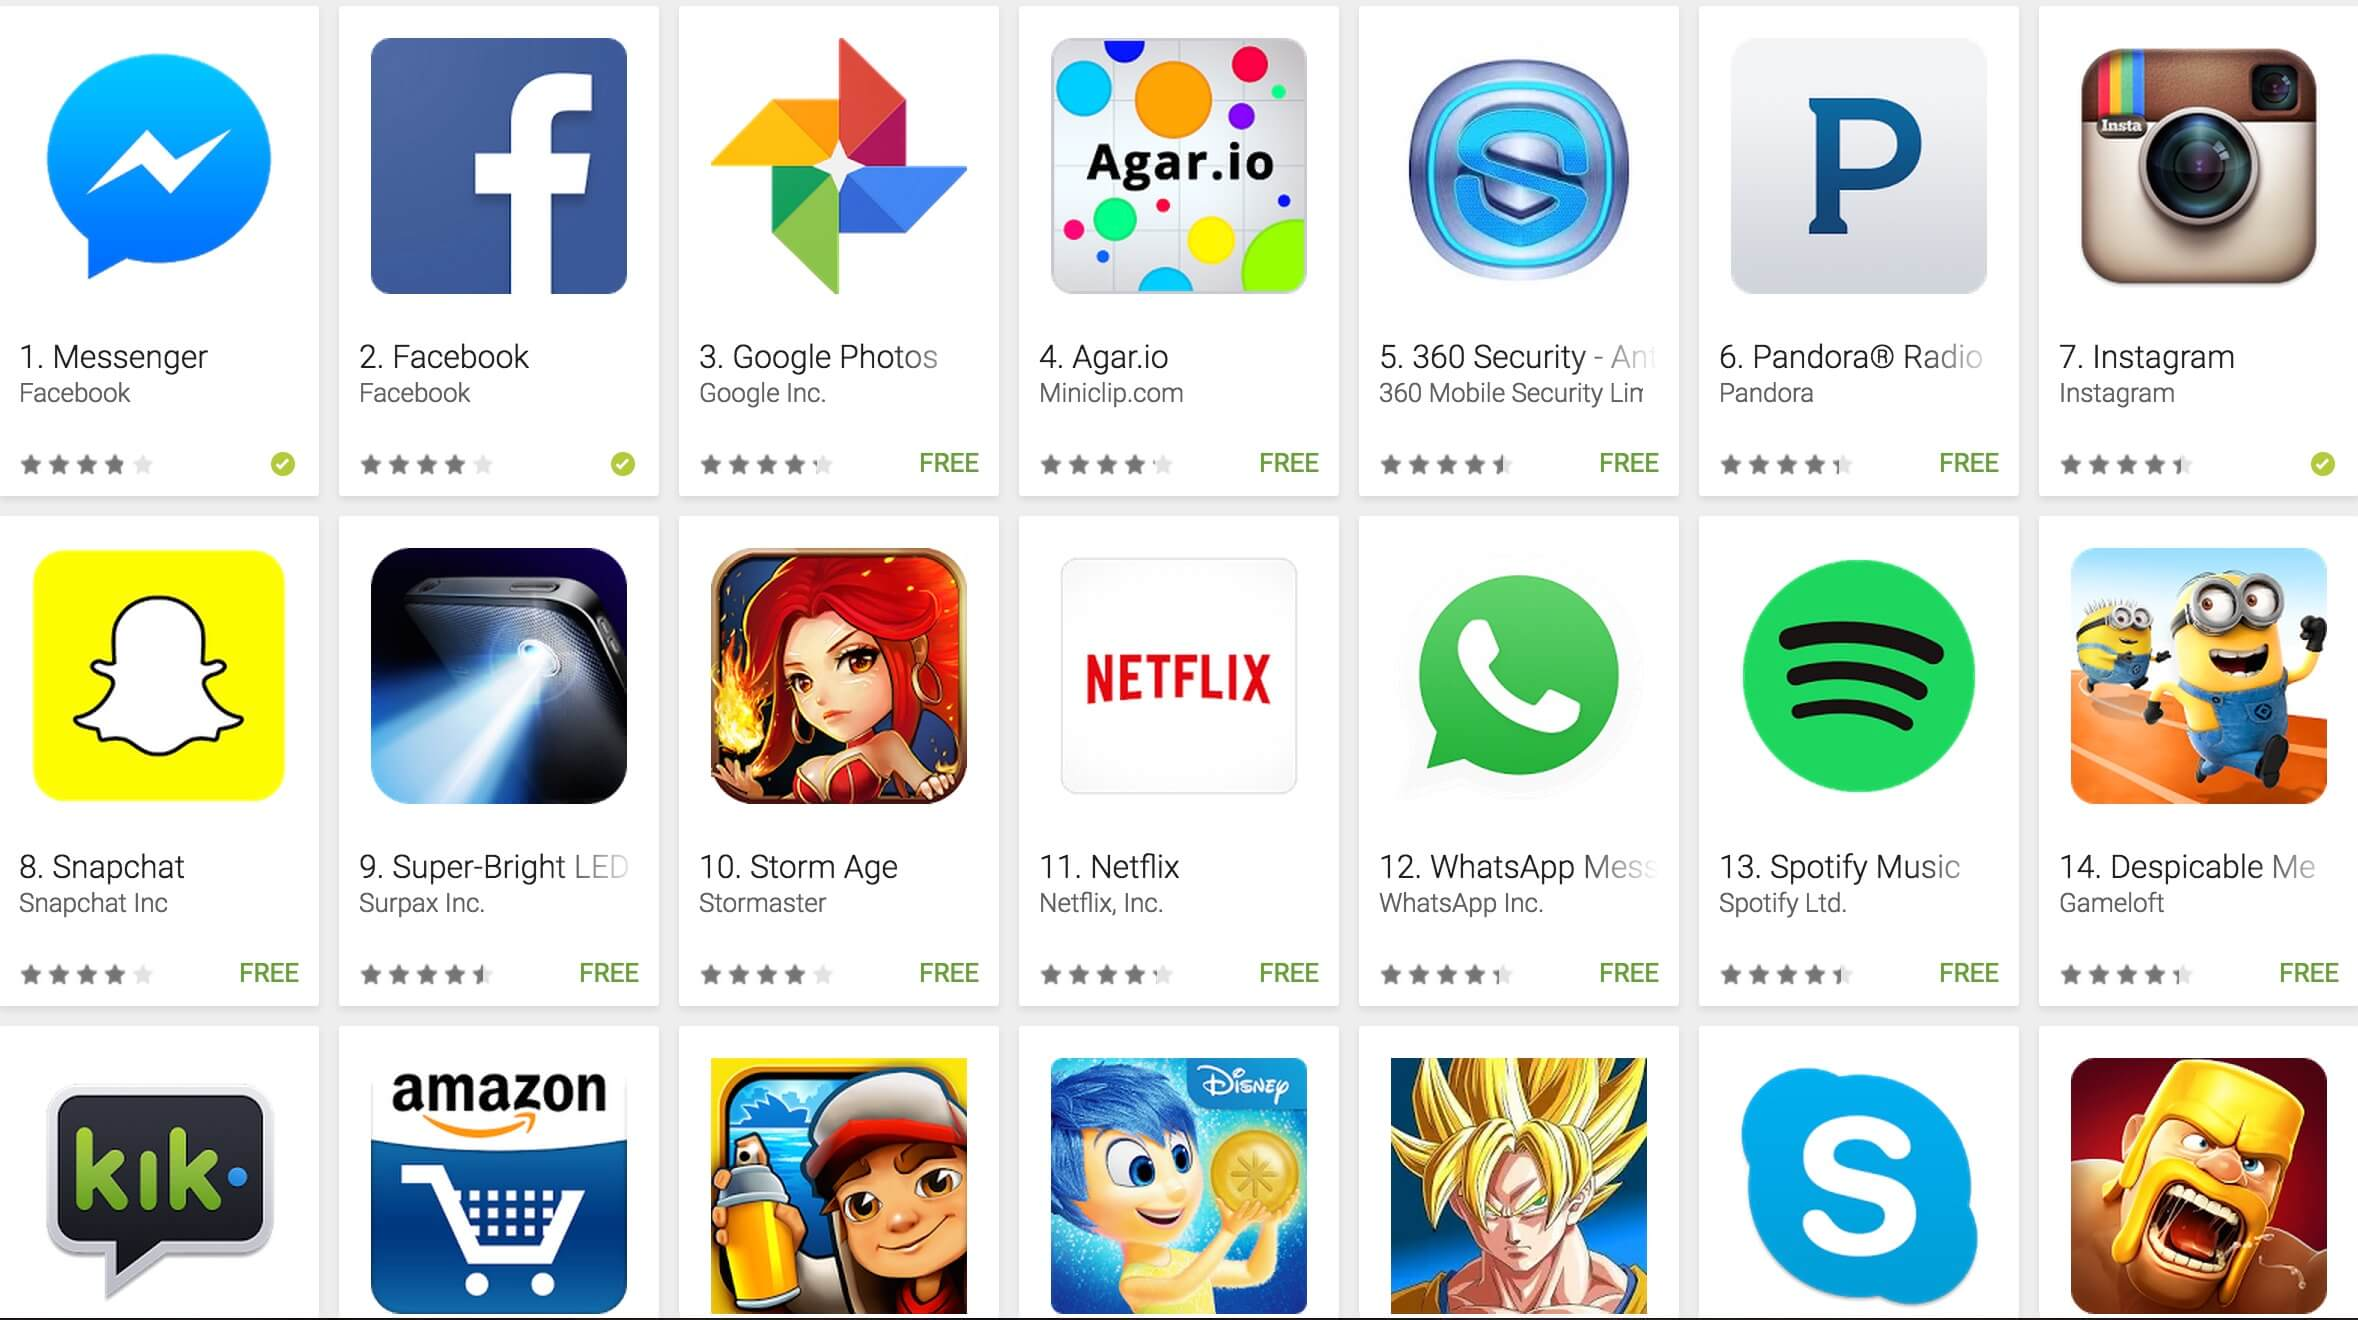 Agar.io
P
Insta
1. Messenger
Facebook
2. Facebook
Facebook
FREE
3. Google Photos
Google Inc.
FREE
4. Agar.io
Miniclip.com
FREE
5. 360 Security - Ant
360 Mobile Security Lim
FREE
6. Pandora® Radio
Pandora
FREE
7. Instagram
Instagram
NETFLIX
8. Snapchat
Snapchat Inc
FREE
9. Super-Bright LED
Surpax Inc.
FREE
10. Storm Age
Stormaster
FREE
11. Netflix
Netflix, Inc.
FREE
12. WhatsApp Mess
WhatsApp Inc.
FREE
13. Spotify Music
Spotify Ltd.
FREE
14. Despicable Me
Gameloft
FREE
kik
amazon
Disney
S